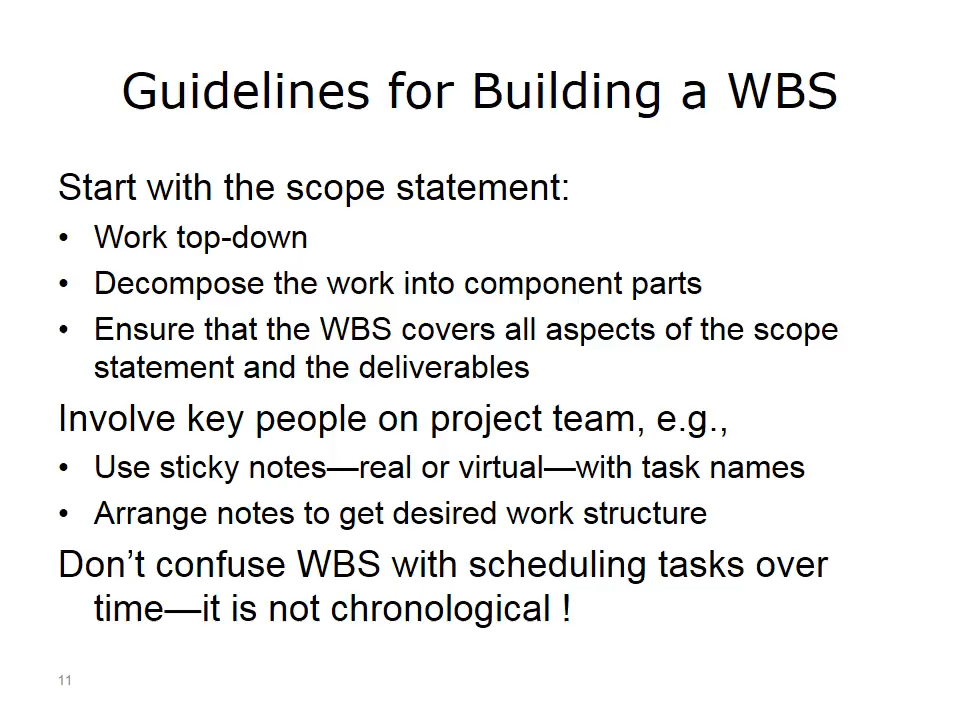 Guidelines for Building a WBS
Start with the scope statement:
• Work top-down
• Decompose the work into component parts
• Ensure that the WBS covers all aspects of the scope
statement and the deliverables
Involve key people on project team, e.g.,
• Use sticky notes—real or virtual—with task names
• Arrange notes to get desired work structure
Don’t confuse WBS with scheduling tasks over
time—it is not chronological !
11